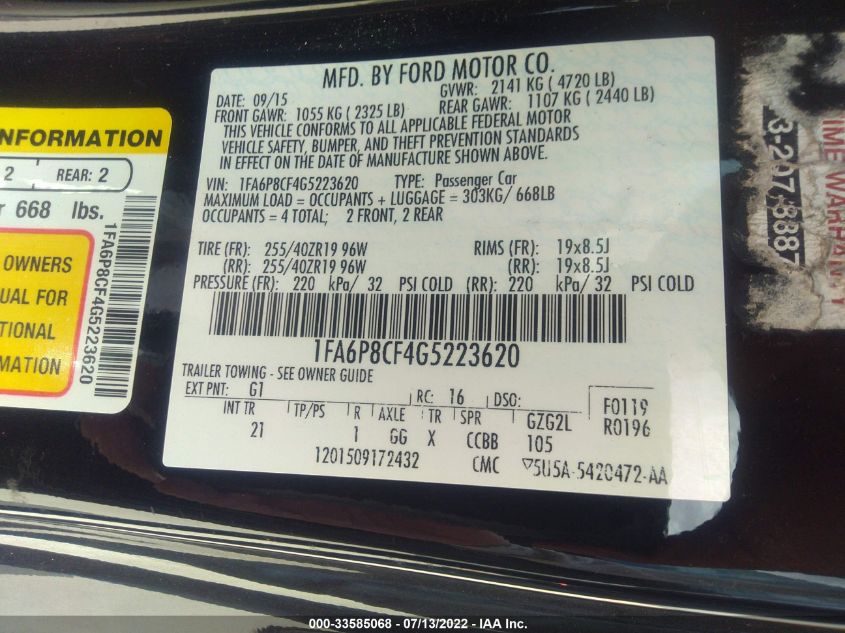 MFD. BY FORD MOTOR CO.
DATE: 09/15 GVWR: 2141 KG ( 4720 LB)
FRONT GAWR: 1055 KG ( 2325 LB) REAR GAWR: 1107 KG ( 2440 LB)
THIS VEHICLE CONFORMS TO ALL APPLICABLE FEDERAL MOTOR
VEHICLE SAFETY, BUMPER, AND THEFT PREVENTION STANDARDS
IN EFFECT ON THE DATE OF MANUFACTURE SHOWN ABOVE.
VIN: 1FA6P8CF4G5223620 TYPE: Passenger Car
MAXIMUM LOAD = OCCUPANTS + LUGGAGE = 303KG/ 668LB
OCCUPANTS = 4 TOTAL; 2 FRONT, 2 REAR
TIRE (FR): 255/40ZR19 96W RIMS (FR): 19x8.5J
(RR): 255/40ZR19 96W (RR): 19x8.5J
PRESSURE (FR): 220 kPa/ 32 PSI COLD (RR): 220 kPa/ 32 PSI COLD
1FA6P8CF4G5223620
TRAILER TOWING - SEE OWNER GUIDE
EXT PNT: G1 RC: 16 DSO: F0119
INT TR TP/PS R AXLE TR SPR GZG2L R0196
21 1 GG X CCBB 105
1201509172432 CMC ▽5U5A-5420472-AA
INFORMATION
2 REAR: 2
668 lbs.
OWNERS
FOR
1FA6P8CF4G5223620
3-207-3887
000-33585068 - 07/13/2022 - IAA Inc.